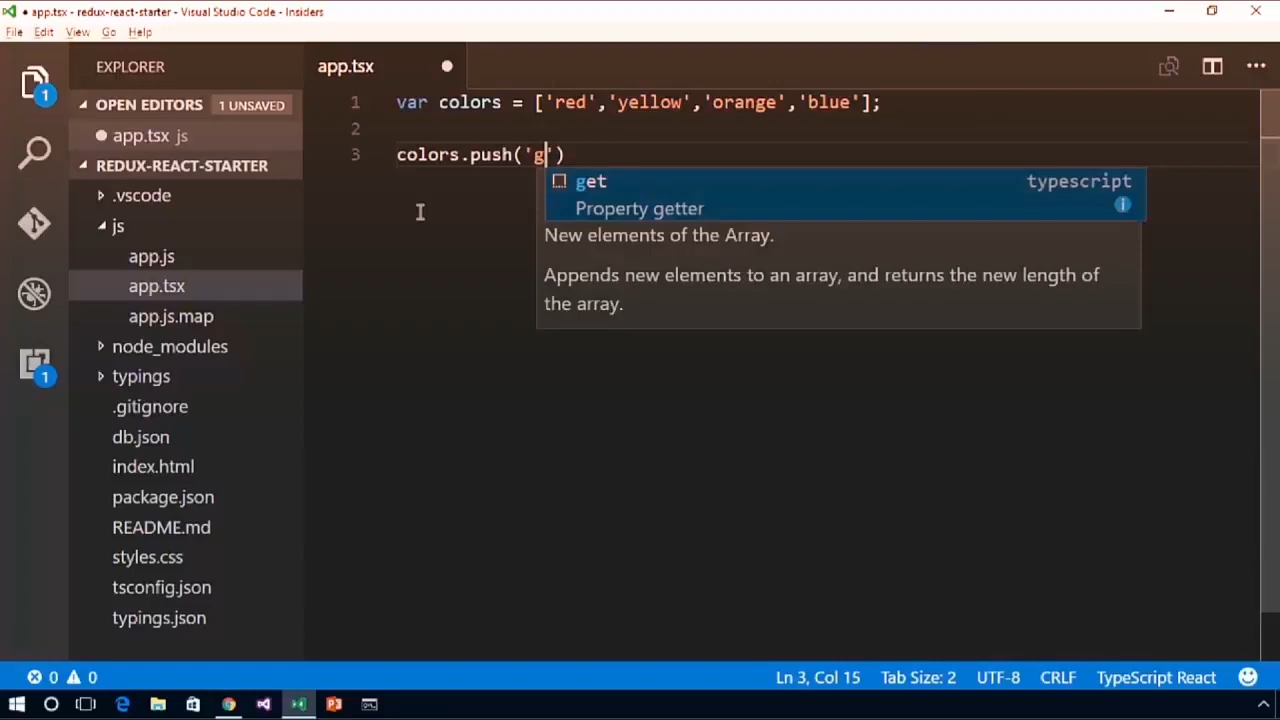 app.tsx - redux-react-starter - Visual Studio Code - Insiders
File Edit View Go Help
EXPLORER
OPEN EDITORS 1 UNSAVED
app.tsx js
REDUX-REACT-STARTER
.vscode
js
app.js
app.tsx
app.js.map
node_modules
typings
.gitignore
db.json
index.html
package.json
README.md
styles.css
tsconfig.json
typings.json
1
1
app.tsx
1 var colors = ['red','yellow','orange','blue'];
2
3 colors.push('g')
get typescript
Property getter
New elements of the Array.
Appends new elements to an array, and returns the new length of
the array.
0 0 Ln 3, Col 15 Tab Size: 2 UTF-8 CRLF TypeScript React